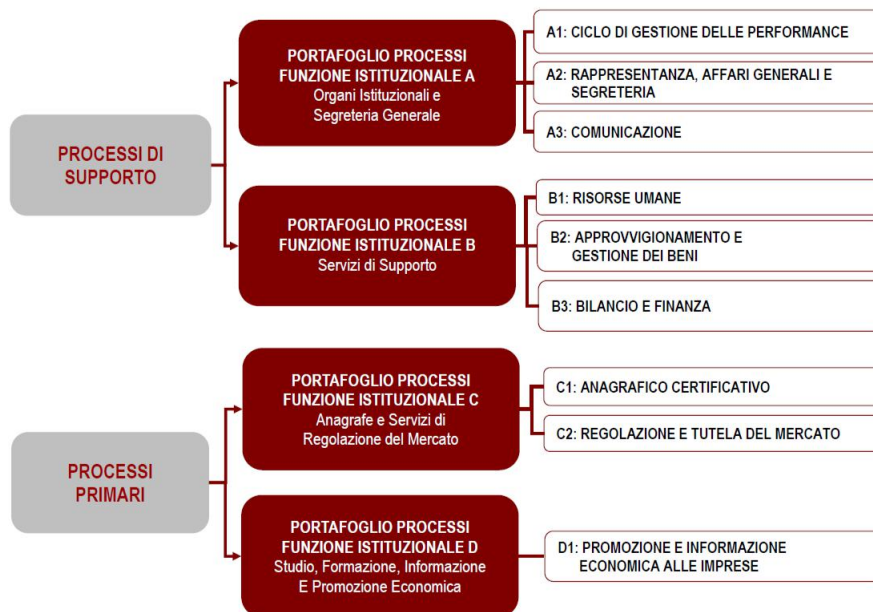 PROCESSI DI
SUPPORTO
PORTAFOGLIO PROCESSI
FUNZIONE ISTITUZIONALE A
Organi Istituzionali e
Segreteria Generale
A1: CICLO DI GESTIONE DELLE PERFORMANCE
A2: RAPPRESENTANZA, AFFARI GENERALI E
SEGRETERIA
A3: COMUNICAZIONE
PORTAFOGLIO PROCESSI
FUNZIONE ISTITUZIONALE B
Servizi di Supporto
B1: RISORSE UMANE
B2: APPROVVIGIONAMENTO E
GESTIONE DEI BENI
B3: BILANCIO E FINANZA
PROCESSI
PRIMARI
PORTAFOGLIO PROCESSI
FUNZIONE ISTITUZIONALE C
Anagrafe e Servizi di
Regolazione del Mercato
C1: ANAGRAFICO CERTIFICATIVO
C2: REGOLAZIONE E TUTELA DEL MERCATO
PORTAFOGLIO PROCESSI
FUNZIONE ISTITUZIONALE D
Studio, Formazione, Informazione
E Promozione Economica
D1: PROMOZIONE E INFORMAZIONE
ECONOMICA ALLE IMPRESE